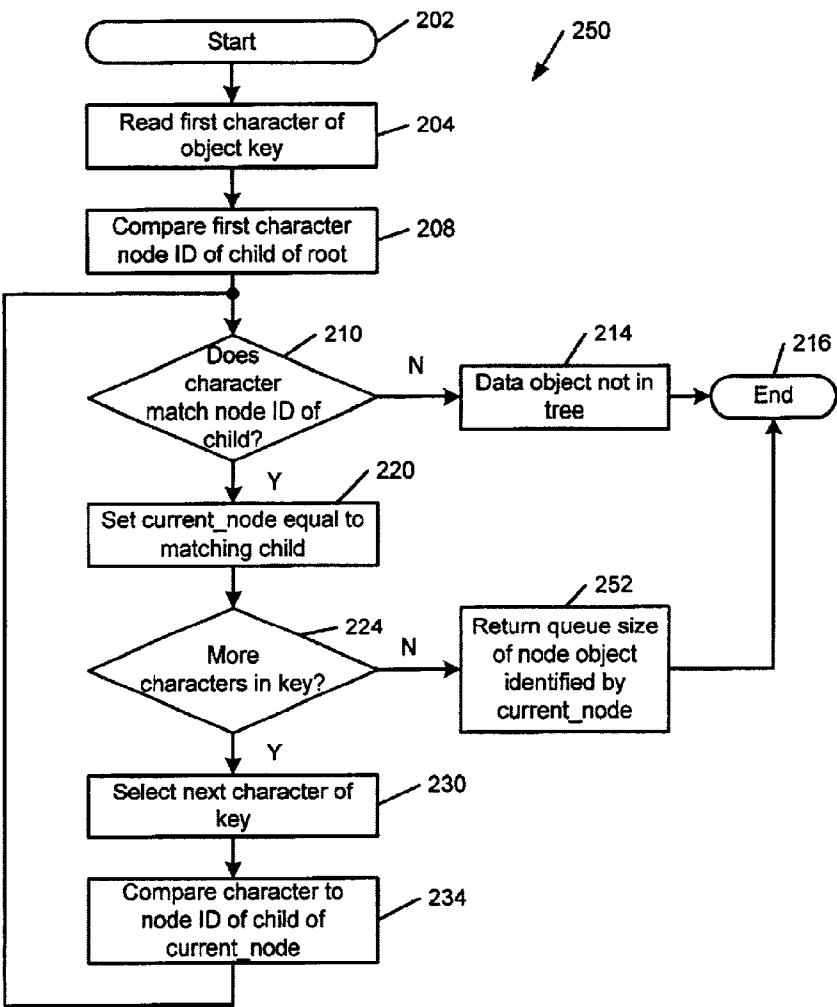 Start
202
250
Read first character of
object key
204
Compare first character
node ID of child of root
208
Does
character
match node ID of
child?
210
N
Data object not in
tree
214
End
216
Y
Set current_node equal to
matching child
220
More
characters in key?
224
N
Return queue size
of node object
identified by
current_node
252
Y
Select next character of
key
230
Compare character to
node ID of child of
current_node
234